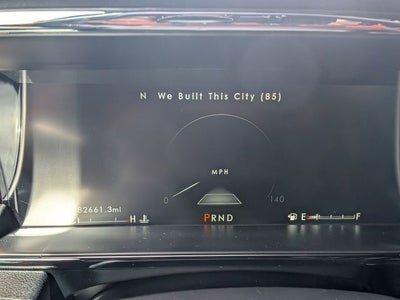 N We Built This City (85)
MPH
0 140
82661.3mi
H PRND E F